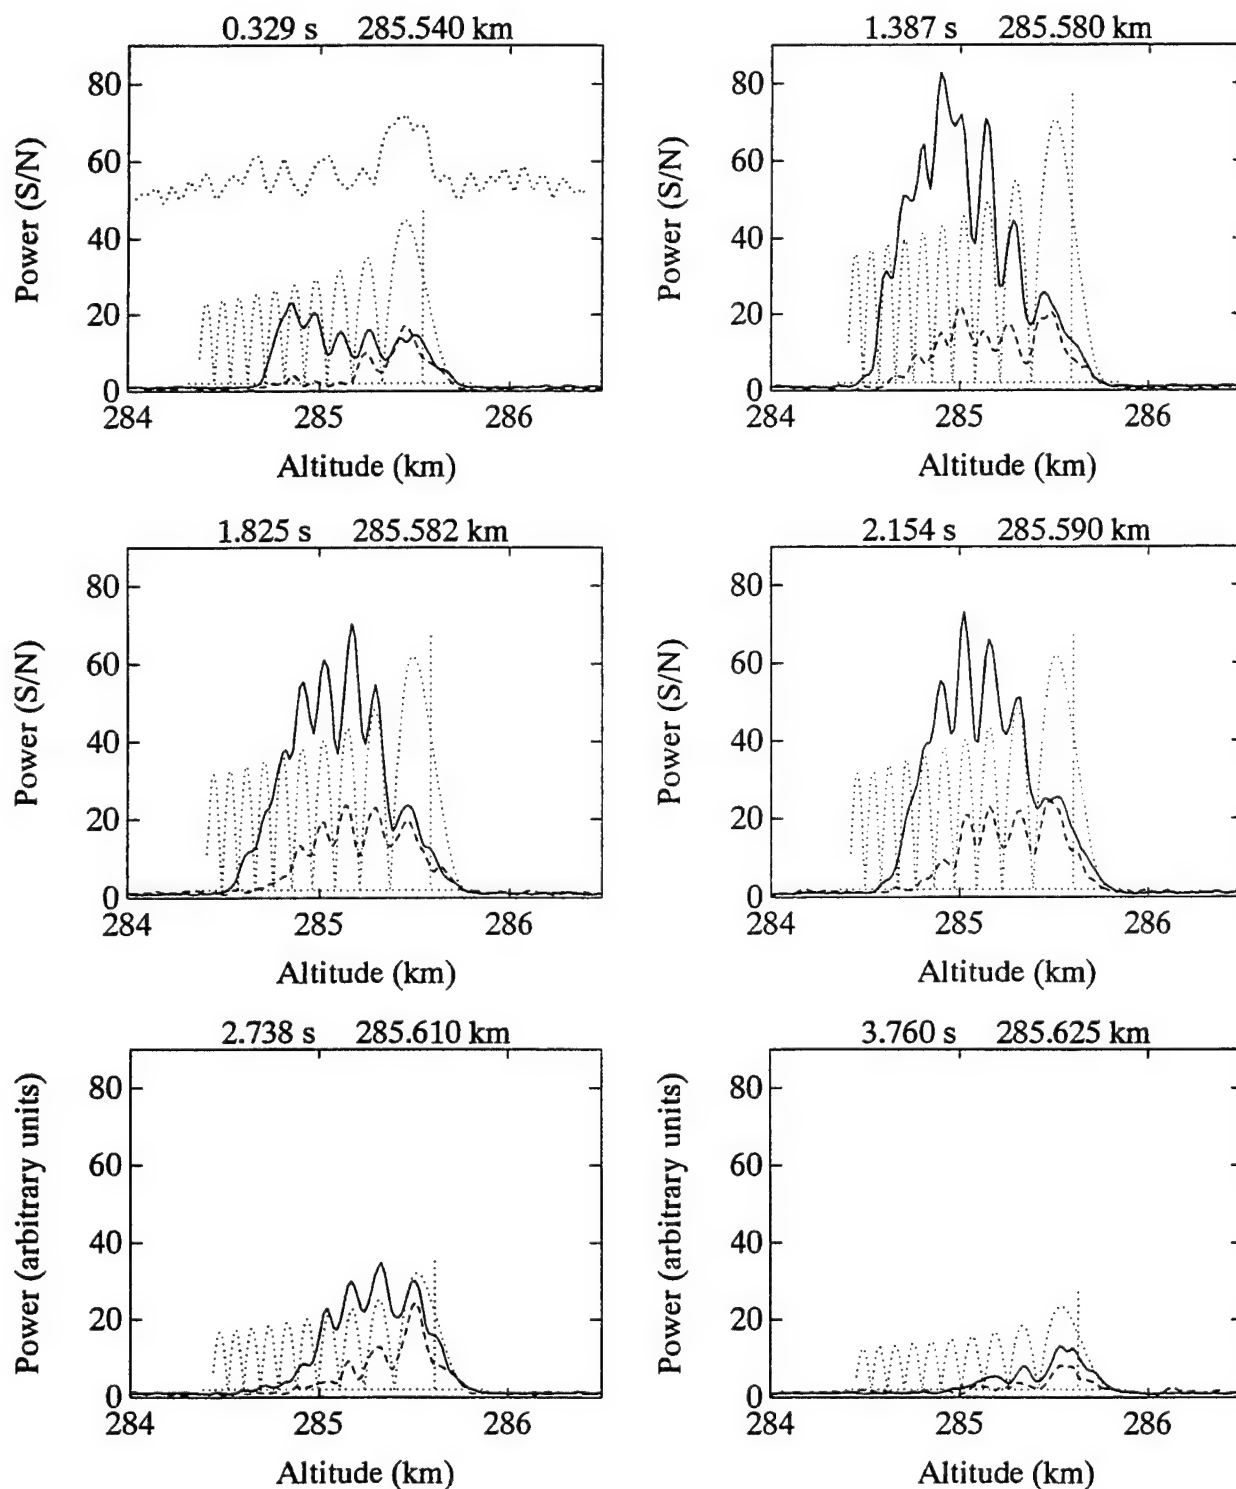 0.329 s 285.540 km
80
60
40
20
0
Power (S/N)
284 285 286
Altitude (km)
1.387 s 285.580 km
80
60
40
20
0
Power (S/N)
284 285 286
Altitude (km)
1.825 s 285.582 km
80
60
40
20
0
Power (S/N)
284 285 286
Altitude (km)
2.154 s 285.590 km
80
60
40
20
0
Power (S/N)
284 285 286
Altitude (km)
2.738 s 285.610 km
80
60
40
20
0
Power (arbitrary units)
284 285 286
Altitude (km)
3.760 s 285.625 km
80
60
40
20
0
Power (arbitrary units)
284 285 286
Altitude (km)